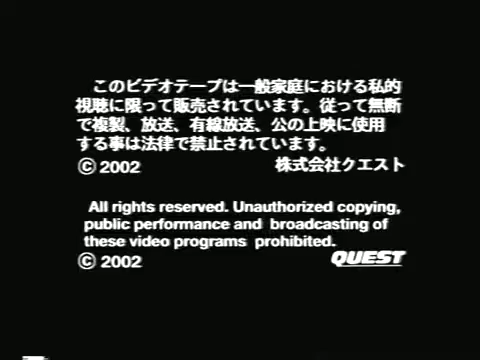 このビデオテープは一般家庭における私的
視聴に限って販売されています。従って無断
で複製、放送、有線放送、公の上映に使用
する事は法律で禁止されています。
© 2002 株式会社クエスト
All rights reserved. Unauthorized copying,
public performance and broadcasting of
these video programs prohibited.
© 2002 QUEST